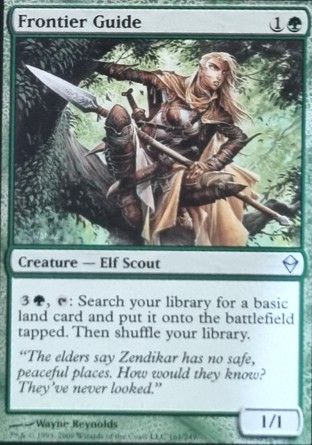 Frontier Guide 1
Creature — Elf Scout
3, : Search your library for a basic
land card and put it onto the battlefield
tapped. Then shuffle your library.
"The elders say Zendikar has no safe,
peaceful places. How would they know?
They've never looked."
Wayne Reynolds
1/1